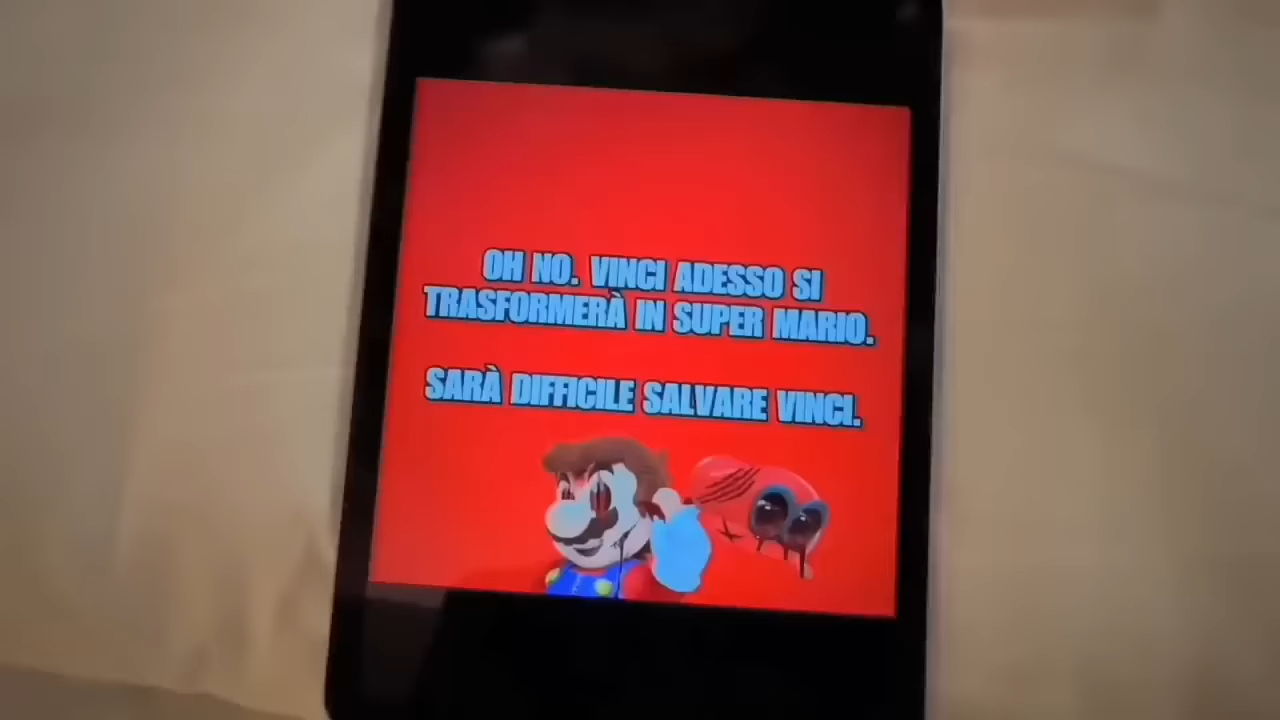 OH NO. VINCI ADESSO SI
TRASFORMERÀ IN SUPER MARIO.
SARÀ DIFFICILE SALVARE VINCI.